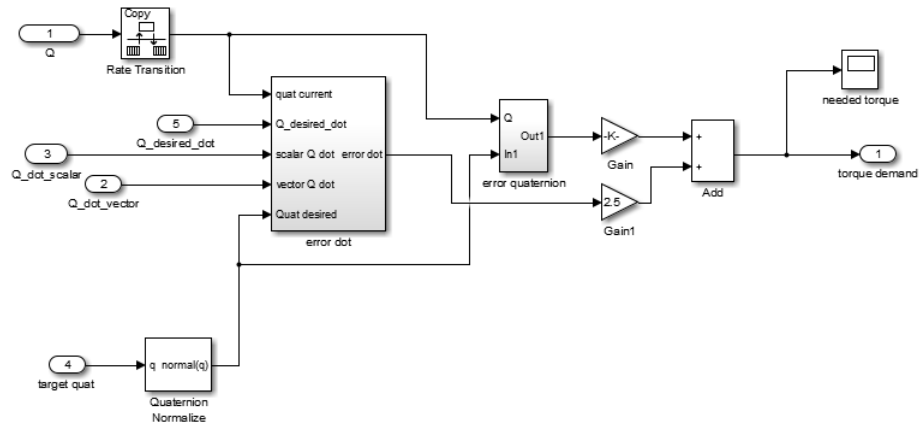 Copy
1
Q
Rate Transition
quat current
5
Q_desired_dot
Q_desired_dot
3
scalar Q dot
error dot
Q_dot_scalar
2
vector Q dot
Q_dot_vector
Quat desired
error dot
Q
Out1
In1
error quaternion
-K-
Gain
2.5
Gain1
+
+
Add
needed torque
1
torque demand
4
target quat
q normal(q)
Quaternion
Normalize